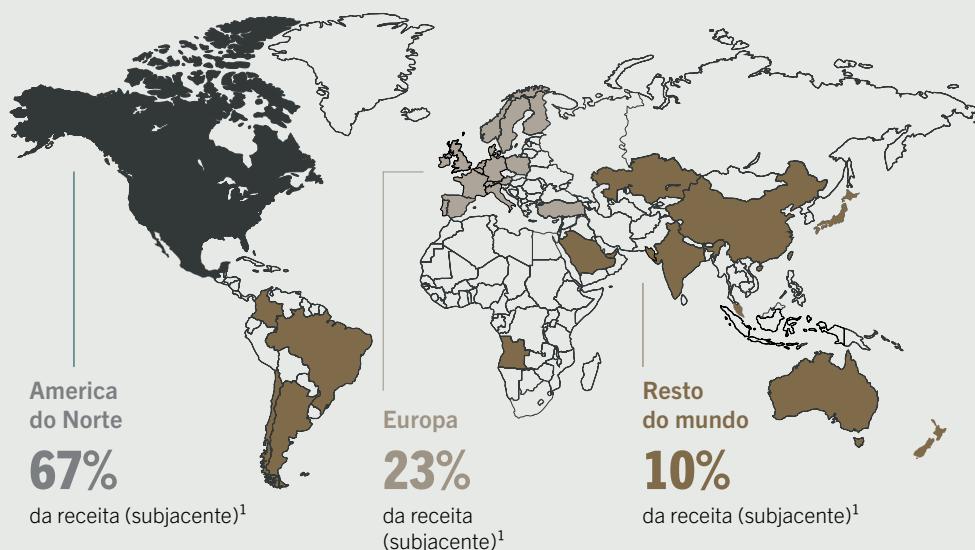 America
do Norte
67%
da receita (subjacente)¹
Europa
23%
da receita
(subjacente)¹
Resto
do mundo
10%
da receita (subjacente)¹